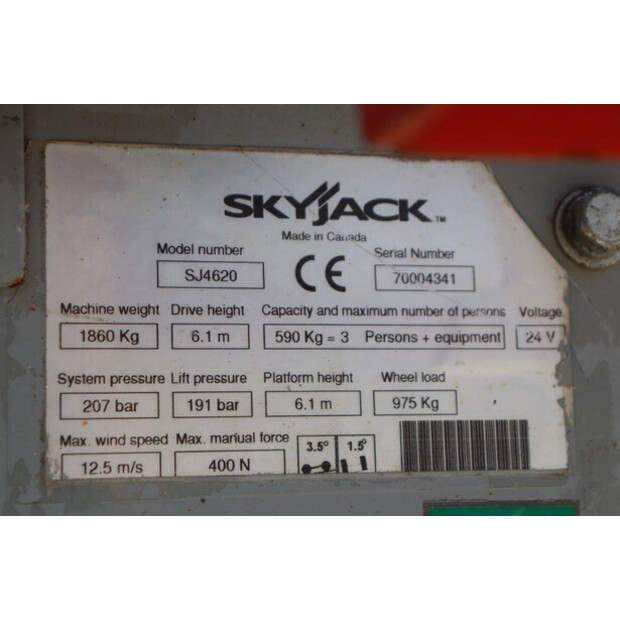 SKYJACK™
Made in Canada
Model number Serial Number
SJ4620 CE 70004341
Machine weight Drive height Capacity and maximum number of persons Voltage
1860 Kg 6.1 m 590 Kg = 3 Persons + equipment 24 V
System pressure Lift pressure Platform height Wheel load
207 bar 191 bar 6.1 m 975 Kg
Max. wind speed Max. manual force 3.5° 1.5°
12.5 m/s 400 N